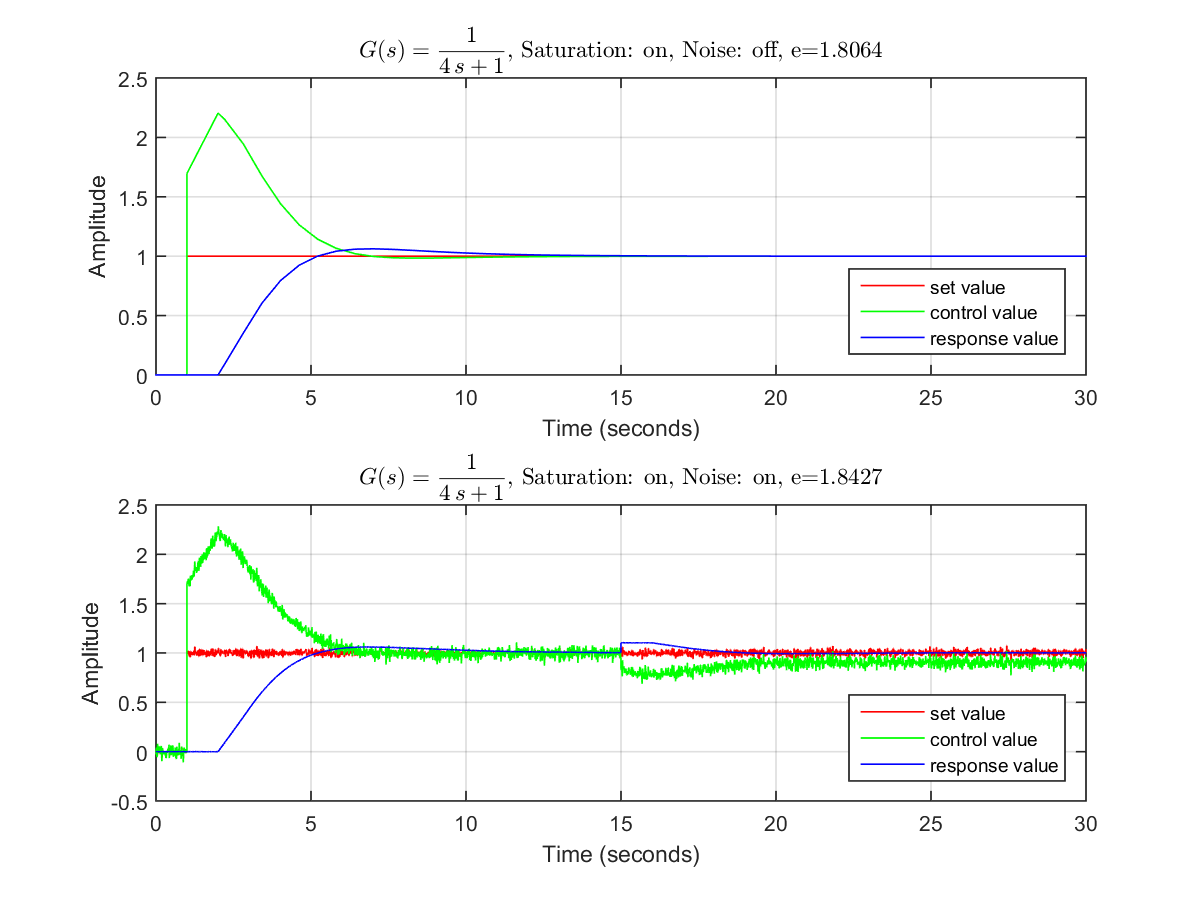 G(s) = 1/(4 s + 1), Saturation: on, Noise: off, e=1.8064
2.5
2
1.5
1
0.5
0
Amplitude
set value
control value
response value
0 5 10 15 20 25 30
Time (seconds)
G(s) = 1/(4 s + 1), Saturation: on, Noise: on, e=1.8427
2.5
2
1.5
1
0.5
0
-0.5
Amplitude
set value
control value
response value
0 5 10 15 20 25 30
Time (seconds)